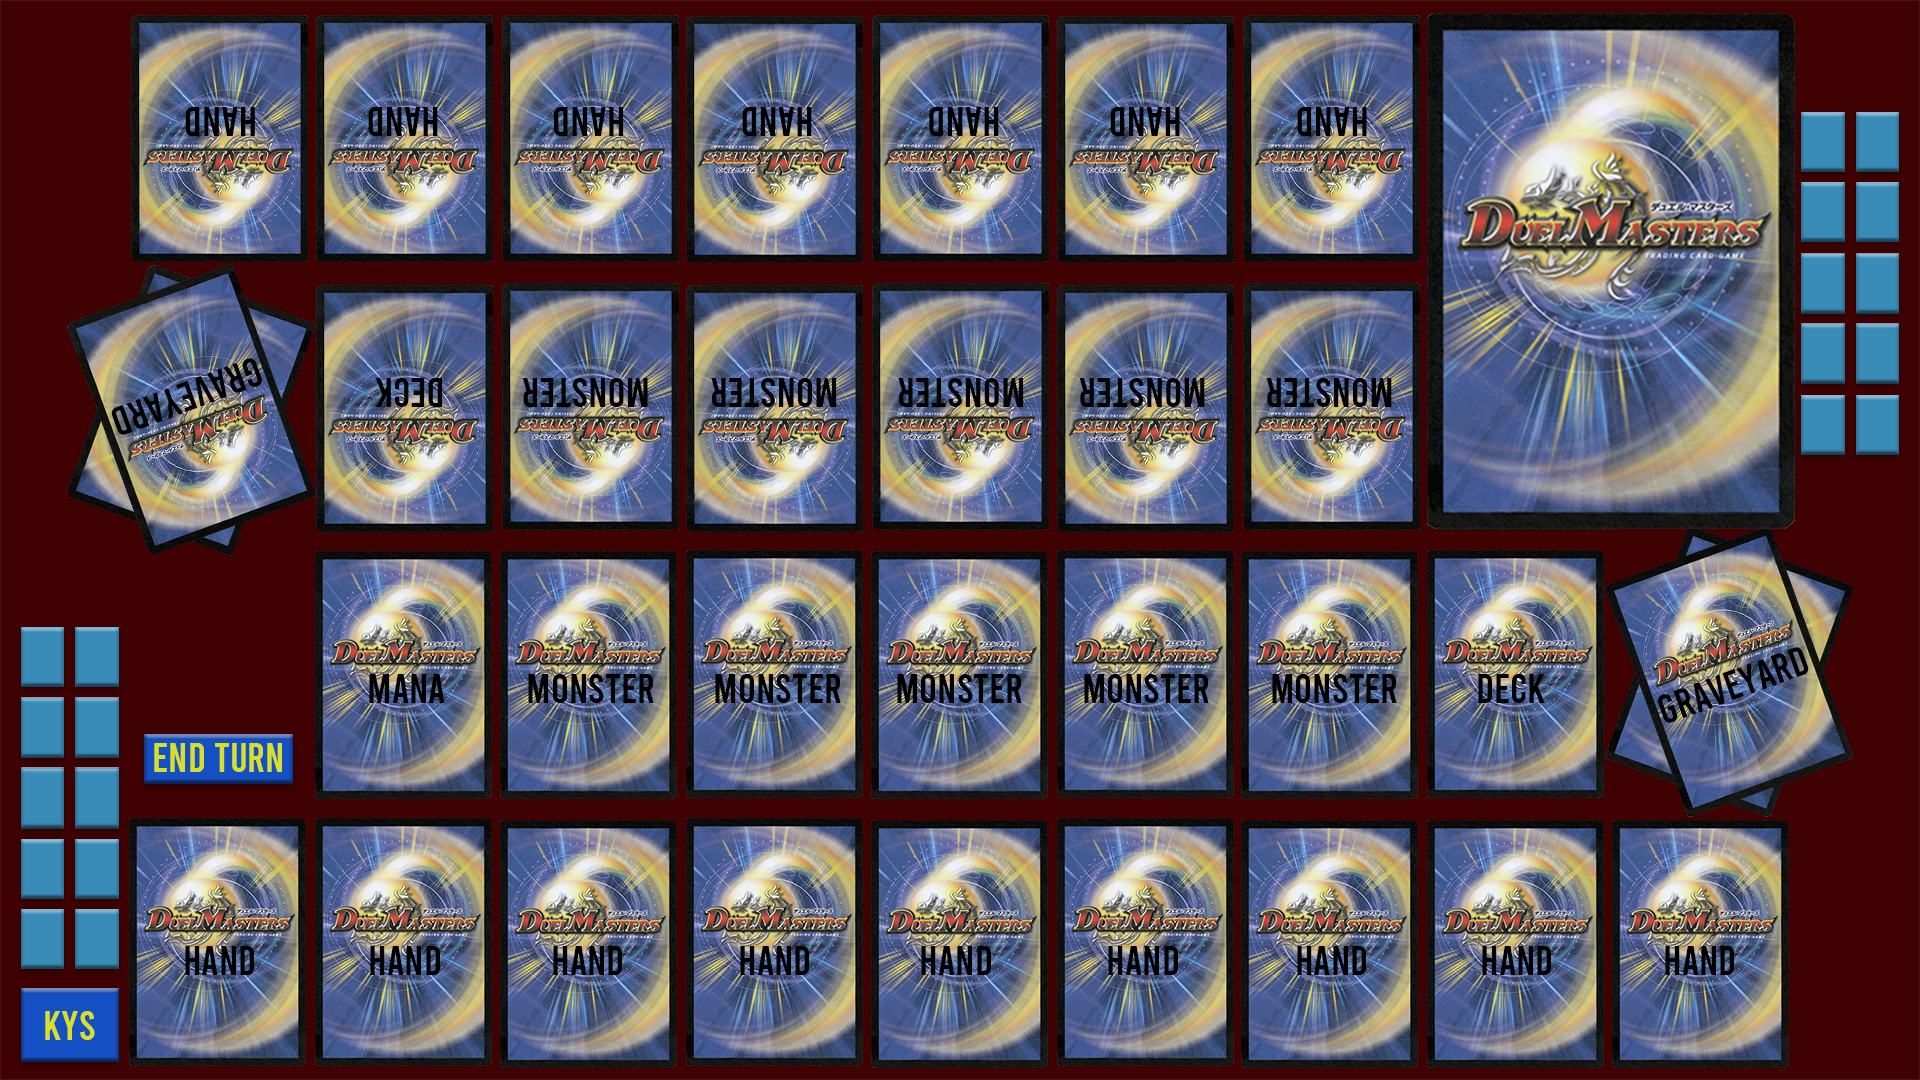 HAND HAND HAND HAND HAND HAND HAND
DUEL MASTERS DUEL MASTERS DUEL MASTERS DUEL MASTERS DUEL MASTERS DUEL MASTERS DUEL MASTERS
デュエル・マスターズ
DUEL MASTERS
TRADING CARD GAME
GRAVEYARD DECK MONSTER MONSTER MONSTER MONSTER MONSTER
DUEL MASTERS DUEL MASTERS DUEL MASTERS DUEL MASTERS DUEL MASTERS DUEL MASTERS DUEL MASTERS
DUEL MASTERS DUEL MASTERS DUEL MASTERS DUEL MASTERS DUEL MASTERS DUEL MASTERS DUEL MASTERS DUEL MASTERS
MANA MONSTER MONSTER MONSTER MONSTER MONSTER DECK GRAVEYARD
END TURN
DUEL MASTERS DUEL MASTERS DUEL MASTERS DUEL MASTERS DUEL MASTERS DUEL MASTERS DUEL MASTERS DUEL MASTERS DUEL MASTERS
HAND HAND HAND HAND HAND HAND HAND HAND HAND
KYS